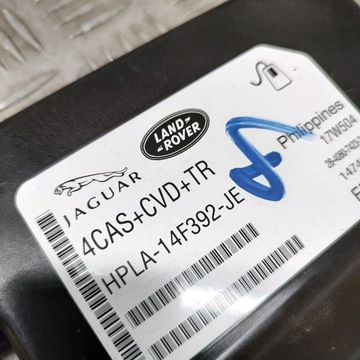 LAND-
ROVER
JAGUAR
4CAS+CVD+TR
HPLA-14F392-JE
Philippines
17W504